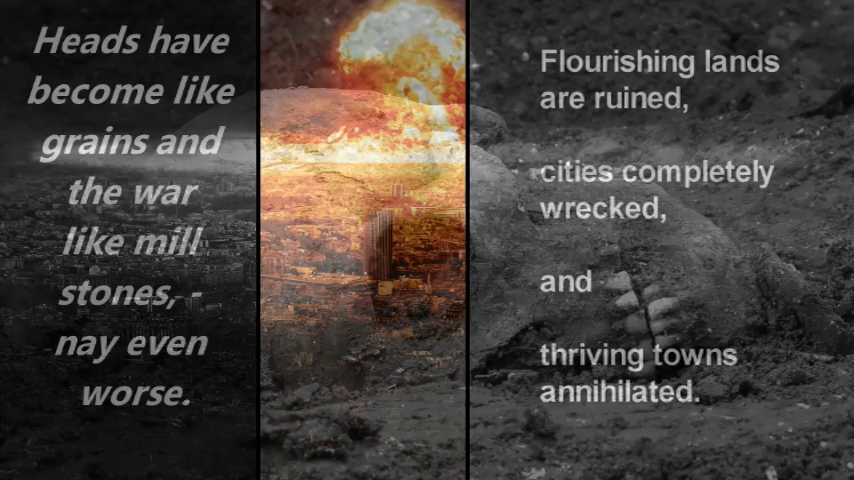 Heads have
become like
grains and
the war
like mill
stones, -
nay even
worse.
Flourishing lands
are ruined,
cities completely
wrecked,
and
thriving towns
annihilated.